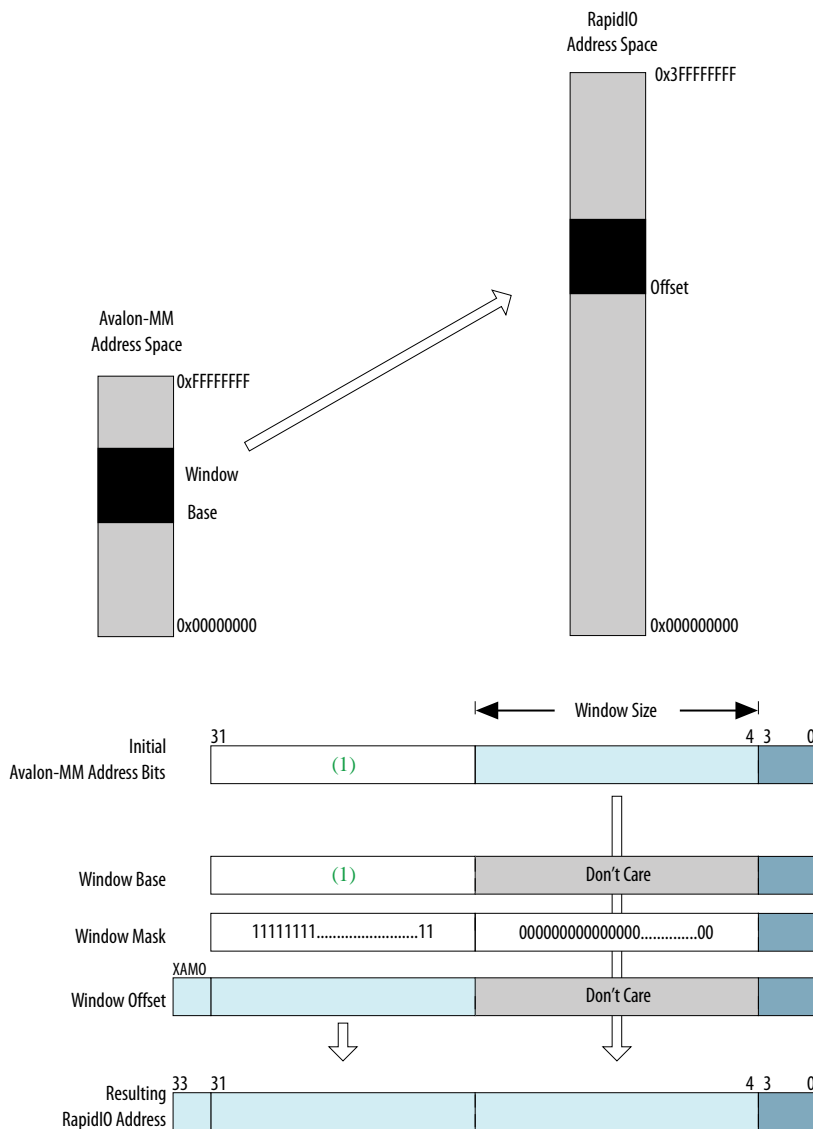 RapidIO
Address Space
0x3FFFFFFFF
Offset
Avalon-MM
Address Space
0xFFFFFFFF
Window
Base
0x00000000
0x000000000
Window Size
31 4 3 0
Initial
Avalon-MM Address Bits
(1)
Window Base
(1)
Don't Care
Window Mask
11111111.........................11
000000000000000..............00
XAMO
Window Offset
Don't Care
33 31 4 3 0
Resulting
RapidIO Address